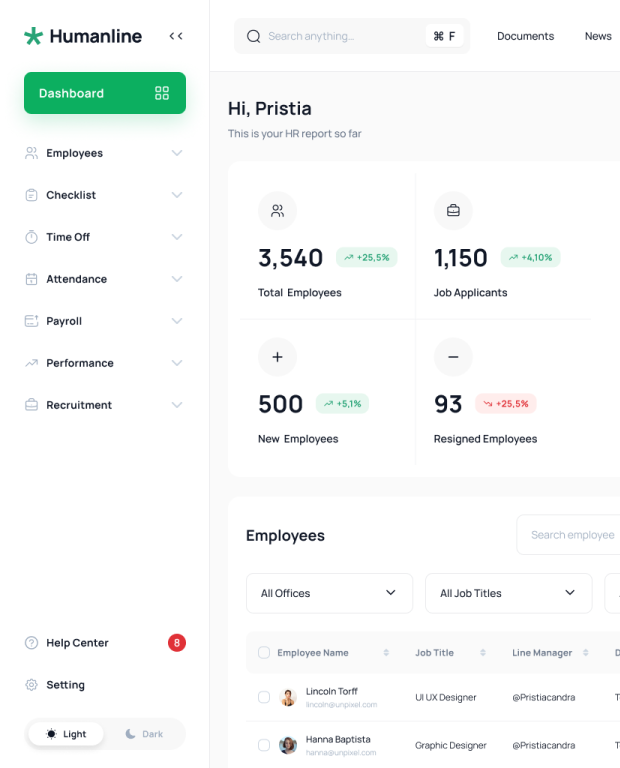 Humanline
Search anything...
⌘ F
Documents
News
Dashboard
Employees
Checklist
Time Off
Attendance
Payroll
Performance
Recruitment
Help Center
8
Setting
Light
Dark
Hi, Pristia
This is your HR report so far
3,540
+25,5%
Total Employees
1,150
+4,10%
Job Applicants
500
+5,1%
New Employees
93
+25,5%
Resigned Employees
Employees
Search employee
All Offices
All Job Titles
Employee Name
Job Title
Line Manager
Lincoln Torff
lincoln@unpixel.com
UI UX Designer
@Pristiacandra
Hanna Baptista
hanna@unpixel.com
Graphic Designer
@Pristiacandra